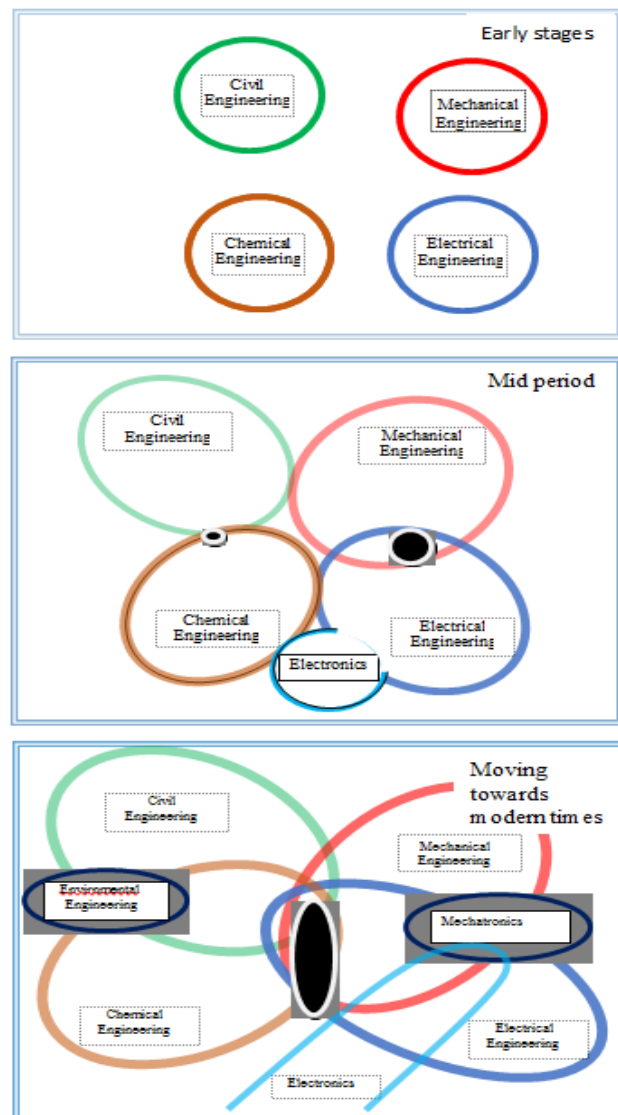 Early stages
Civil
Engineering
Mechanical
Engineering
Chemical
Engineering
Electrical
Engineering
Mid period
Civil
Engineering
Mechanical
Engineering
Chemical
Engineering
Electrical
Engineering
Electronics
Moving
towards
modern times
Civil
Engineering
Mechanical
Engineering
Environmental
Engineering
Mechatronics
Chemical
Engineering
Electrical
Engineering
Electronics